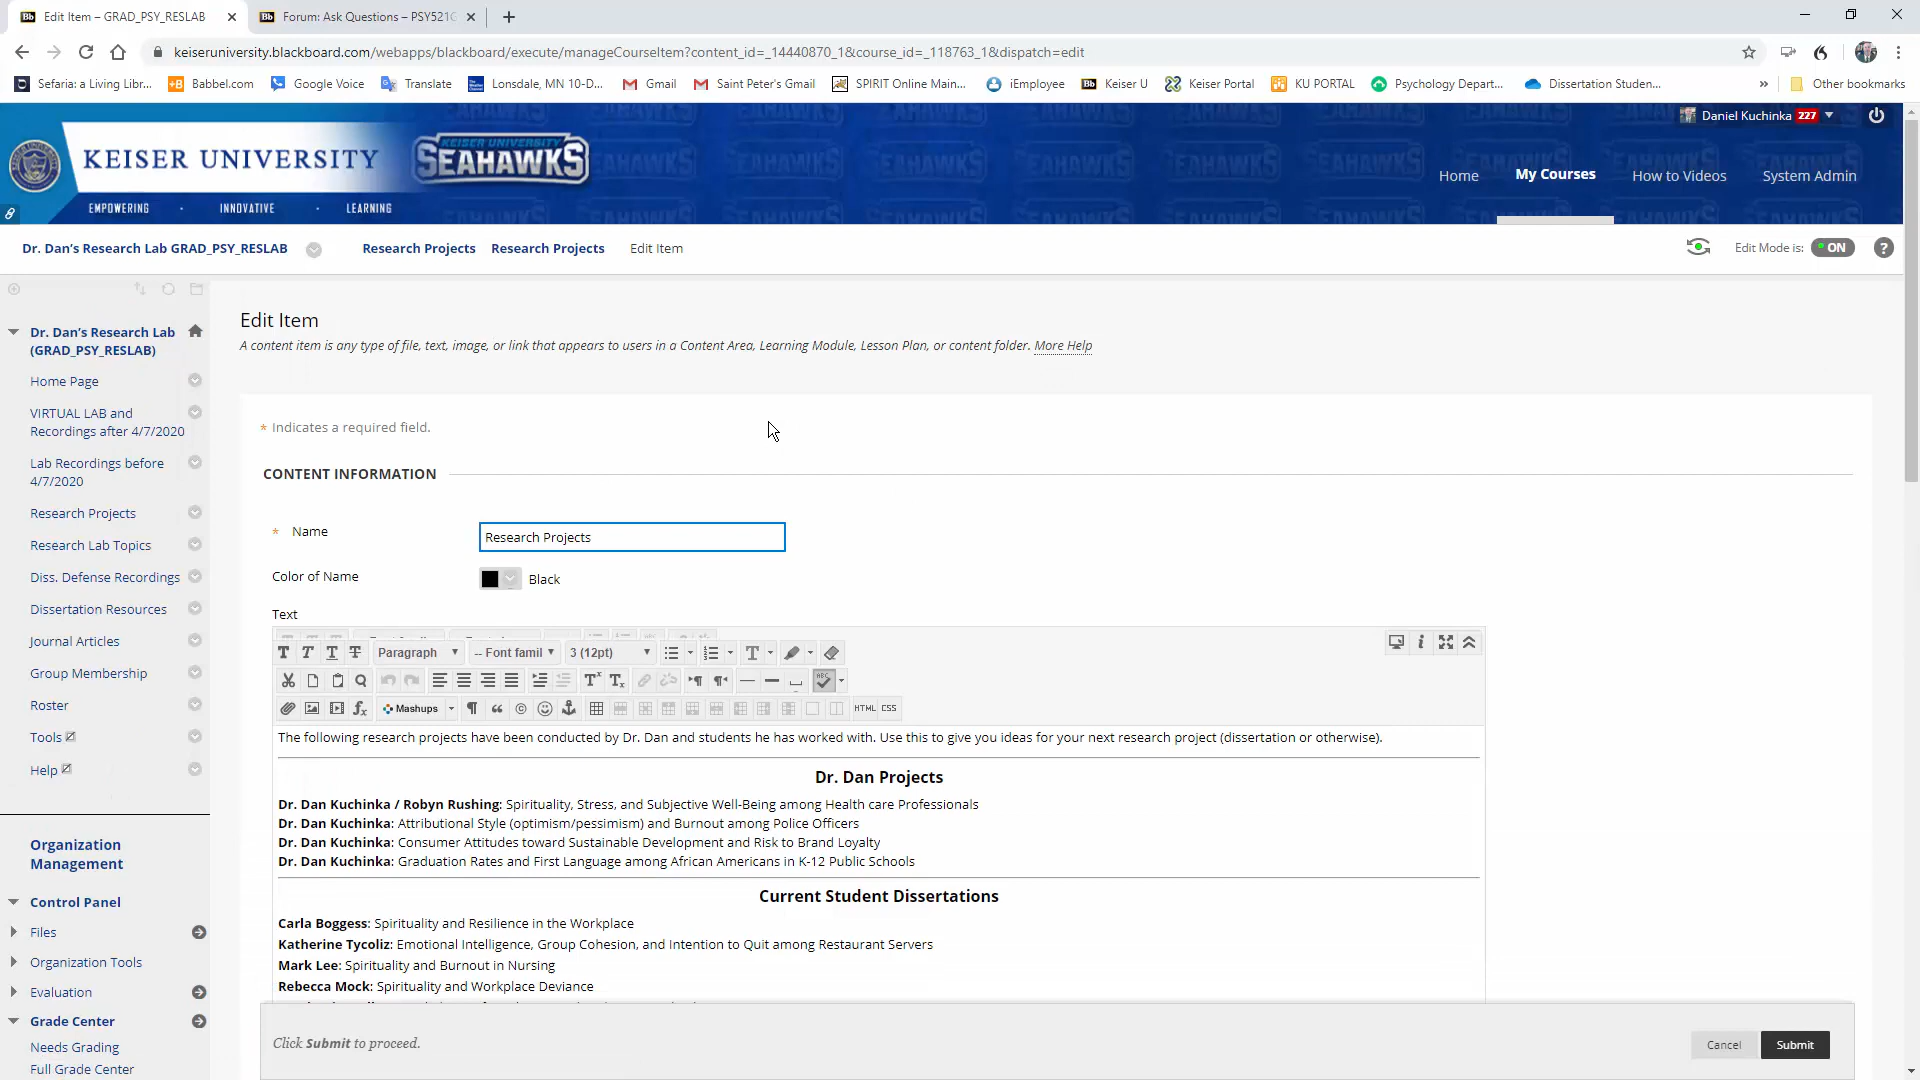 Edit Item – GRAD_PSY_RESLAB
Forum: Ask Questions – PSY521G
keiseruniversity.blackboard.com/webapps/blackboard/execute/manageCourseItem?content_id=_14440870_1&course_id=_118763_1&dispatch=edit
Sefaria: a Living Libr... Babbel.com Google Voice Translate Lonsdale, MN 10-D... Gmail Saint Peter's Gmail SPIRIT Online Main... iEmployee Keiser U Keiser Portal KU PORTAL Psychology Depart... Dissertation Studen... » Other bookmarks
Daniel Kuchinka 227
KEISER UNIVERSITY
KEISER UNIVERSITY
SEAHAWKS
Home My Courses How to Videos System Admin
EMPOWERING · INNOVATIVE · LEARNING
Dr. Dan's Research Lab GRAD_PSY_RESLAB Research Projects Research Projects Edit Item
Edit Mode is: ON ?
Dr. Dan's Research Lab
(GRAD_PSY_RESLAB)
Home Page
VIRTUAL LAB and
Recordings after 4/7/2020
Lab Recordings before
4/7/2020
Research Projects
Research Lab Topics
Diss. Defense Recordings
Dissertation Resources
Journal Articles
Group Membership
Roster
Tools
Help
Organization
Management
Control Panel
Files
Organization Tools
Evaluation
Grade Center
Needs Grading
Full Grade Center
Edit Item
A content item is any type of file, text, image, or link that appears to users in a Content Area, Learning Module, Lesson Plan, or content folder. More Help
* Indicates a required field.
CONTENT INFORMATION
* Name Research Projects
Color of Name Black
Text
T T T T Paragraph -- Font famil 3 (12pt)
Mashups HTML CSS
The following research projects have been conducted by Dr. Dan and students he has worked with. Use this to give you ideas for your next research project (dissertation or otherwise).
Dr. Dan Projects
Dr. Dan Kuchinka / Robyn Rushing: Spirituality, Stress, and Subjective Well-Being among Health care Professionals
Dr. Dan Kuchinka: Attributional Style (optimism/pessimism) and Burnout among Police Officers
Dr. Dan Kuchinka: Consumer Attitudes toward Sustainable Development and Risk to Brand Loyalty
Dr. Dan Kuchinka: Graduation Rates and First Language among African Americans in K-12 Public Schools
Current Student Dissertations
Carla Boggess: Spirituality and Resilience in the Workplace
Katherine Tycoliz: Emotional Intelligence, Group Cohesion, and Intention to Quit among Restaurant Servers
Mark Lee: Spirituality and Burnout in Nursing
Rebecca Mock: Spirituality and Workplace Deviance
Click Submit to proceed.
Cancel Submit